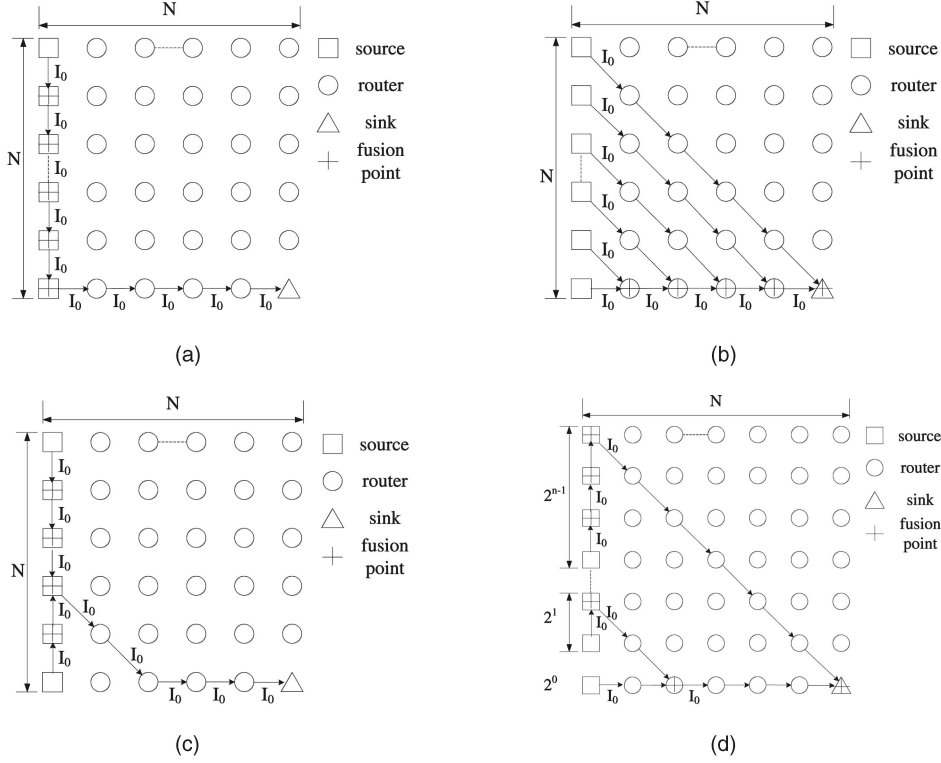 N
source
I₀
router
I₀
sink
N
I₀
fusion
point
I₀
I₀
I₀ I₀ I₀ I₀ I₀
(a)
N
I₀
source
I₀
router
I₀
sink
N
I₀
fusion
point
I₀
I₀ I₀ I₀ I₀ I₀
(b)
N
source
I₀
router
I₀
sink
N
I₀
fusion
point
I₀
I₀
I₀
I₀
I₀ I₀ I₀
(c)
N
I₀
source
I₀
router
2ⁿ⁻¹
I₀
sink
fusion
point
I₀
2¹
I₀
2⁰
I₀ I₀
(d)